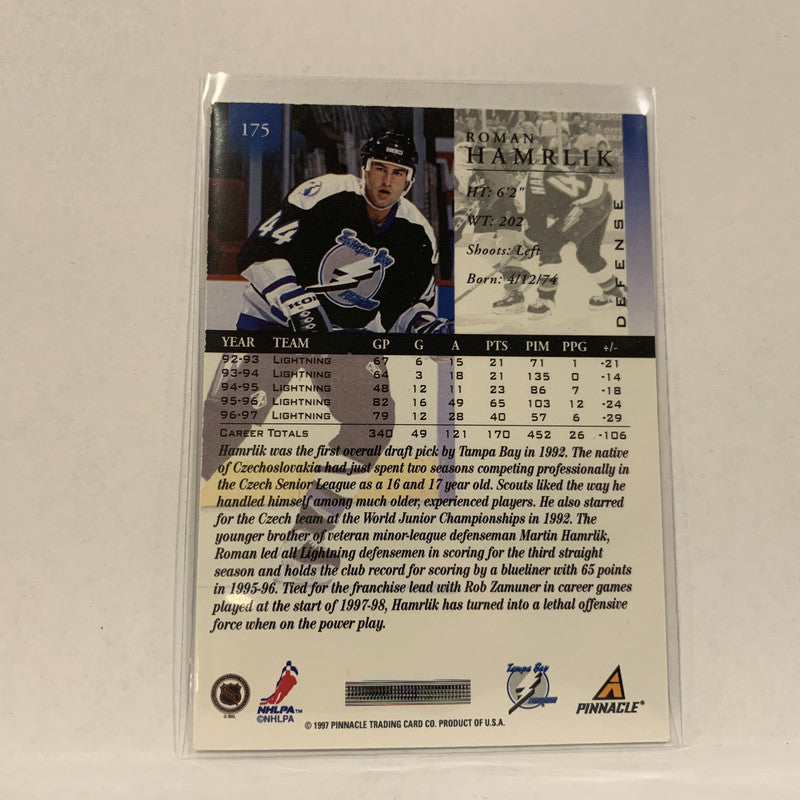 175
ROMAN
HAMRLIK
HT: 6'2"
WT: 202
Shoots: Left
Born: 4/12/74
DEFENSE
44
Tampa Bay
YEAR TEAM GP G A PTS PIM PPG +/-
92-93 LIGHTNING 67 6 15 21 71 1 -21
93-94 LIGHTNING 64 3 18 21 135 0 -14
94-95 LIGHTNING 48 12 11 23 86 7 -18
95-96 LIGHTNING 82 16 49 65 103 12 -24
96-97 LIGHTNING 79 12 28 40 57 6 -29
CAREER TOTALS 340 49 121 170 452 26 -106
Hamrlik was the first overall draft pick by Tampa Bay in 1992. The native
of Czechoslovakia had just spent two seasons competing professionally in
the Czech Senior League as a 16 and 17 year old. Scouts liked the way he
handled himself among much older, experienced players. He also starred
for the Czech team at the World Junior Championships in 1992. The
younger brother of veteran minor-league defenseman Martin Hamrlik,
Roman led all Lightning defensemen in scoring for the third straight
season and holds the club record for scoring by a blueliner with 65 points
in 1995-96. Tied for the franchise lead with Rob Zamuner in career games
played at the start of 1997-98, Hamrlik has turned into a lethal offensive
force when on the power play.
NHL
© NHL
NHLPA™
©NHLPA
Tampa Bay
LIGHTNING
PINNACLE®
© 1997 PINNACLE TRADING CARD CO. PRODUCT OF U.S.A.